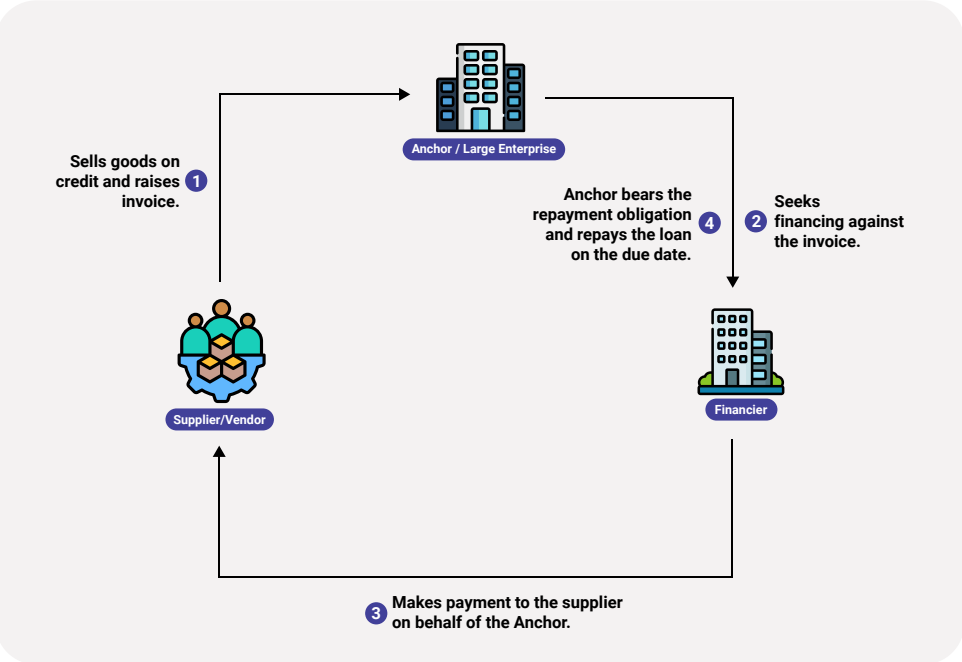 Anchor / Large Enterprise
Sells goods on
credit and raises
invoice.
1
Anchor bears the
repayment obligation
and repays the loan
on the due date.
4
2
Seeks
financing against
the invoice.
Supplier/Vendor
Financier
3
Makes payment to the supplier
on behalf of the Anchor.